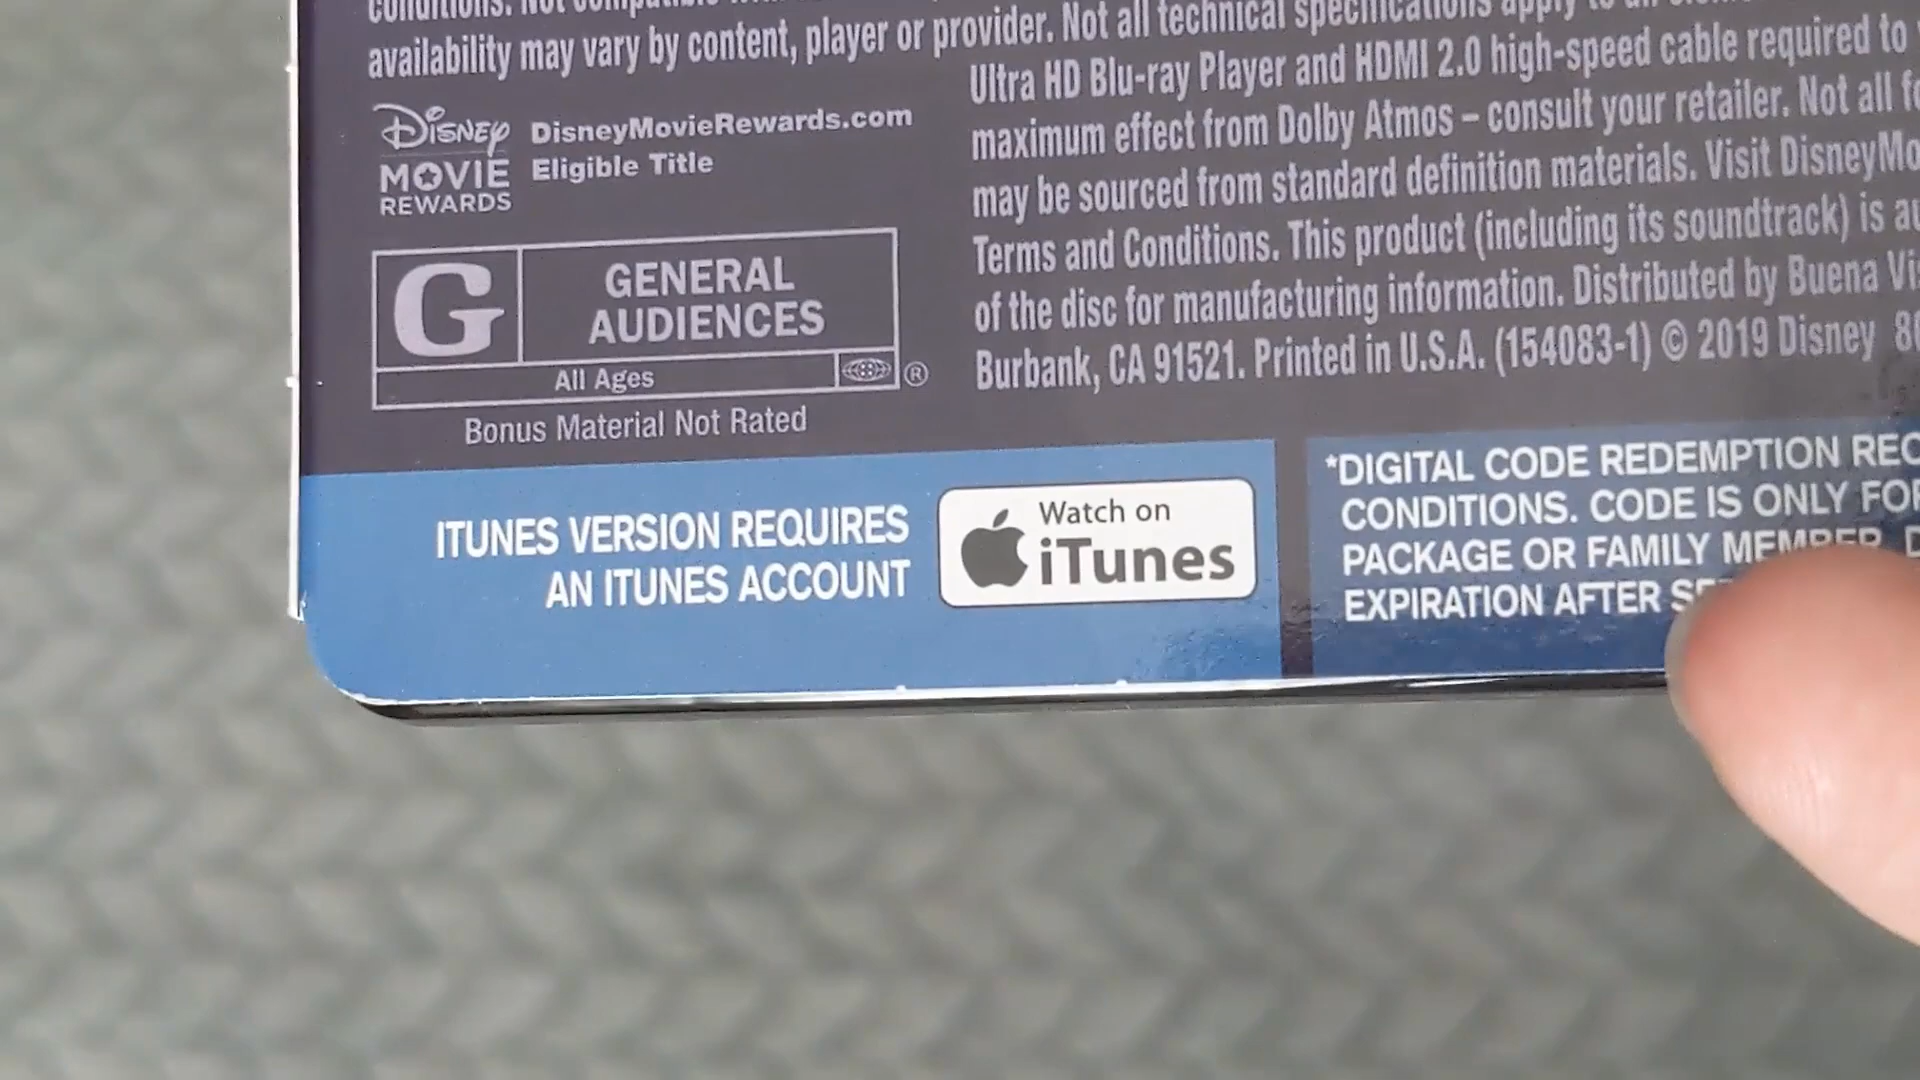 conditions. Not compatible
availability may vary by content, player or provider. Not all technical specifications apply to all
Ultra HD Blu-ray Player and HDMI 2.0 high-speed cable required to
maximum effect from Dolby Atmos – consult your retailer. Not all
may be sourced from standard definition materials. Visit
Terms and Conditions. This product (including its soundtrack) is
of the disc for manufacturing information. Distributed by Buena
Burbank, CA 91521. Printed in U.S.A. (154083-1) © 2019 Disney
Disney
MOVIE
REWARDS
DisneyMovieRewards.com
Eligible Title
G
GENERAL
AUDIENCES
All Ages
®
Bonus Material Not Rated
ITUNES VERSION REQUIRES
AN ITUNES ACCOUNT
Watch on
iTunes
*DIGITAL CODE REDEMPTION
CONDITIONS. CODE IS ONLY
PACKAGE OR FAMILY MEMBER
EXPIRATION AFTER